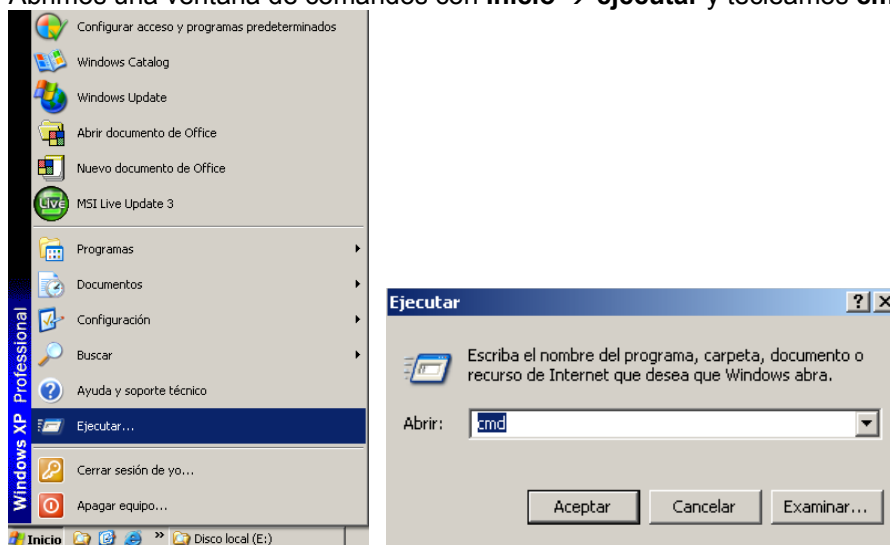 Abrimos una ventana de comandos con Inicio → ejecutar y tecleamos
Configurar acceso y programas predeterminados
Windows Catalog
Windows Update
Abrir documento de Office
Nuevo documento de Office
LIVE MSI Live Update 3
Programas
Documentos
Configuración
Buscar
Ayuda y soporte técnico
Ejecutar...
Cerrar sesión de yo...
Apagar equipo...
Windows XP Professional
Inicio » Disco local (E:)
Ejecutar ? X
Escriba el nombre del programa, carpeta, documento o
recurso de Internet que desea que Windows abra.
Abrir: cmd
Aceptar Cancelar Examinar...